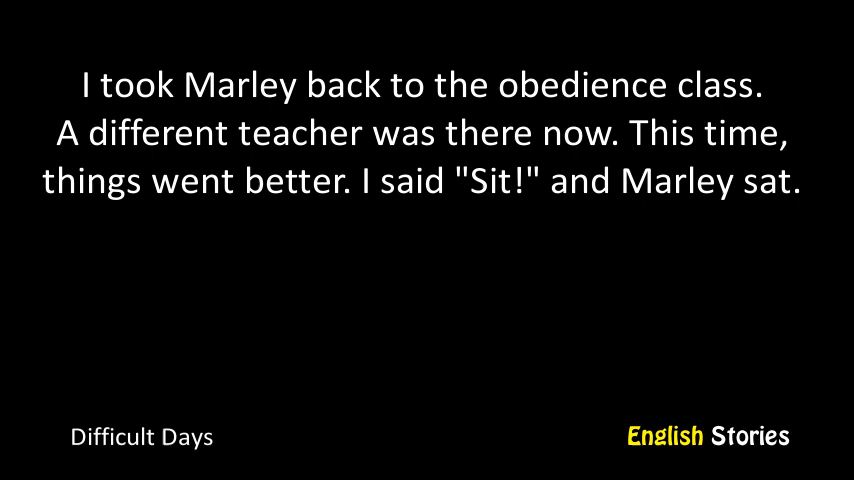 I took Marley back to the obedience class.
A different teacher was there now. This time,
things went better. I said "Sit!" and Marley sat.
Difficult Days
English Stories